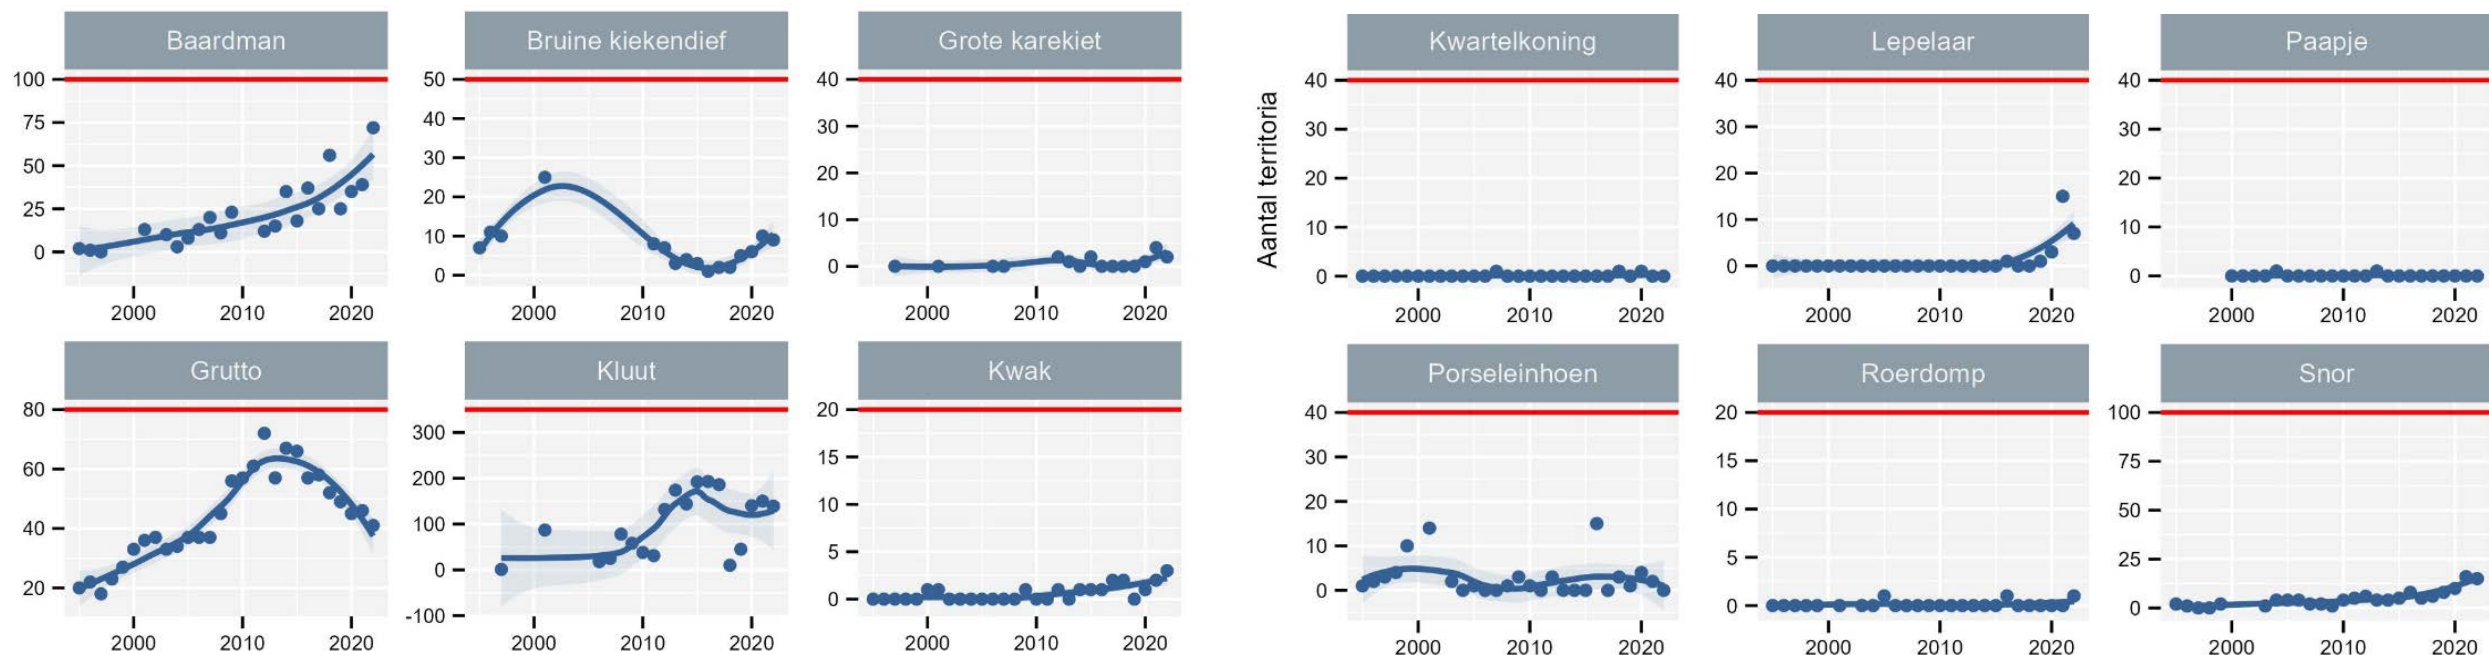 Baardman
Bruine kiekendief
Grote karekiet
Kwartelkoning
Lepelaar
Paapje
100
75
50
25
0
2000 2010 2020
50
40
30
20
10
0
2000 2010 2020
40
30
20
10
0
2000 2010 2020
Aantal territoria
40
30
20
10
0
2000 2010 2020
40
30
20
10
0
2000 2010 2020
40
30
20
10
0
2000 2010 2020
Grutto
Kluut
Kwak
Porseleinhoen
Roerdomp
Snor
80
60
40
20
2000 2010 2020
300
200
100
0
-100
2000 2010 2020
20
15
10
5
0
2000 2010 2020
40
30
20
10
0
2000 2010 2020
20
15
10
5
0
2000 2010 2020
100
75
50
25
0
2000 2010 2020